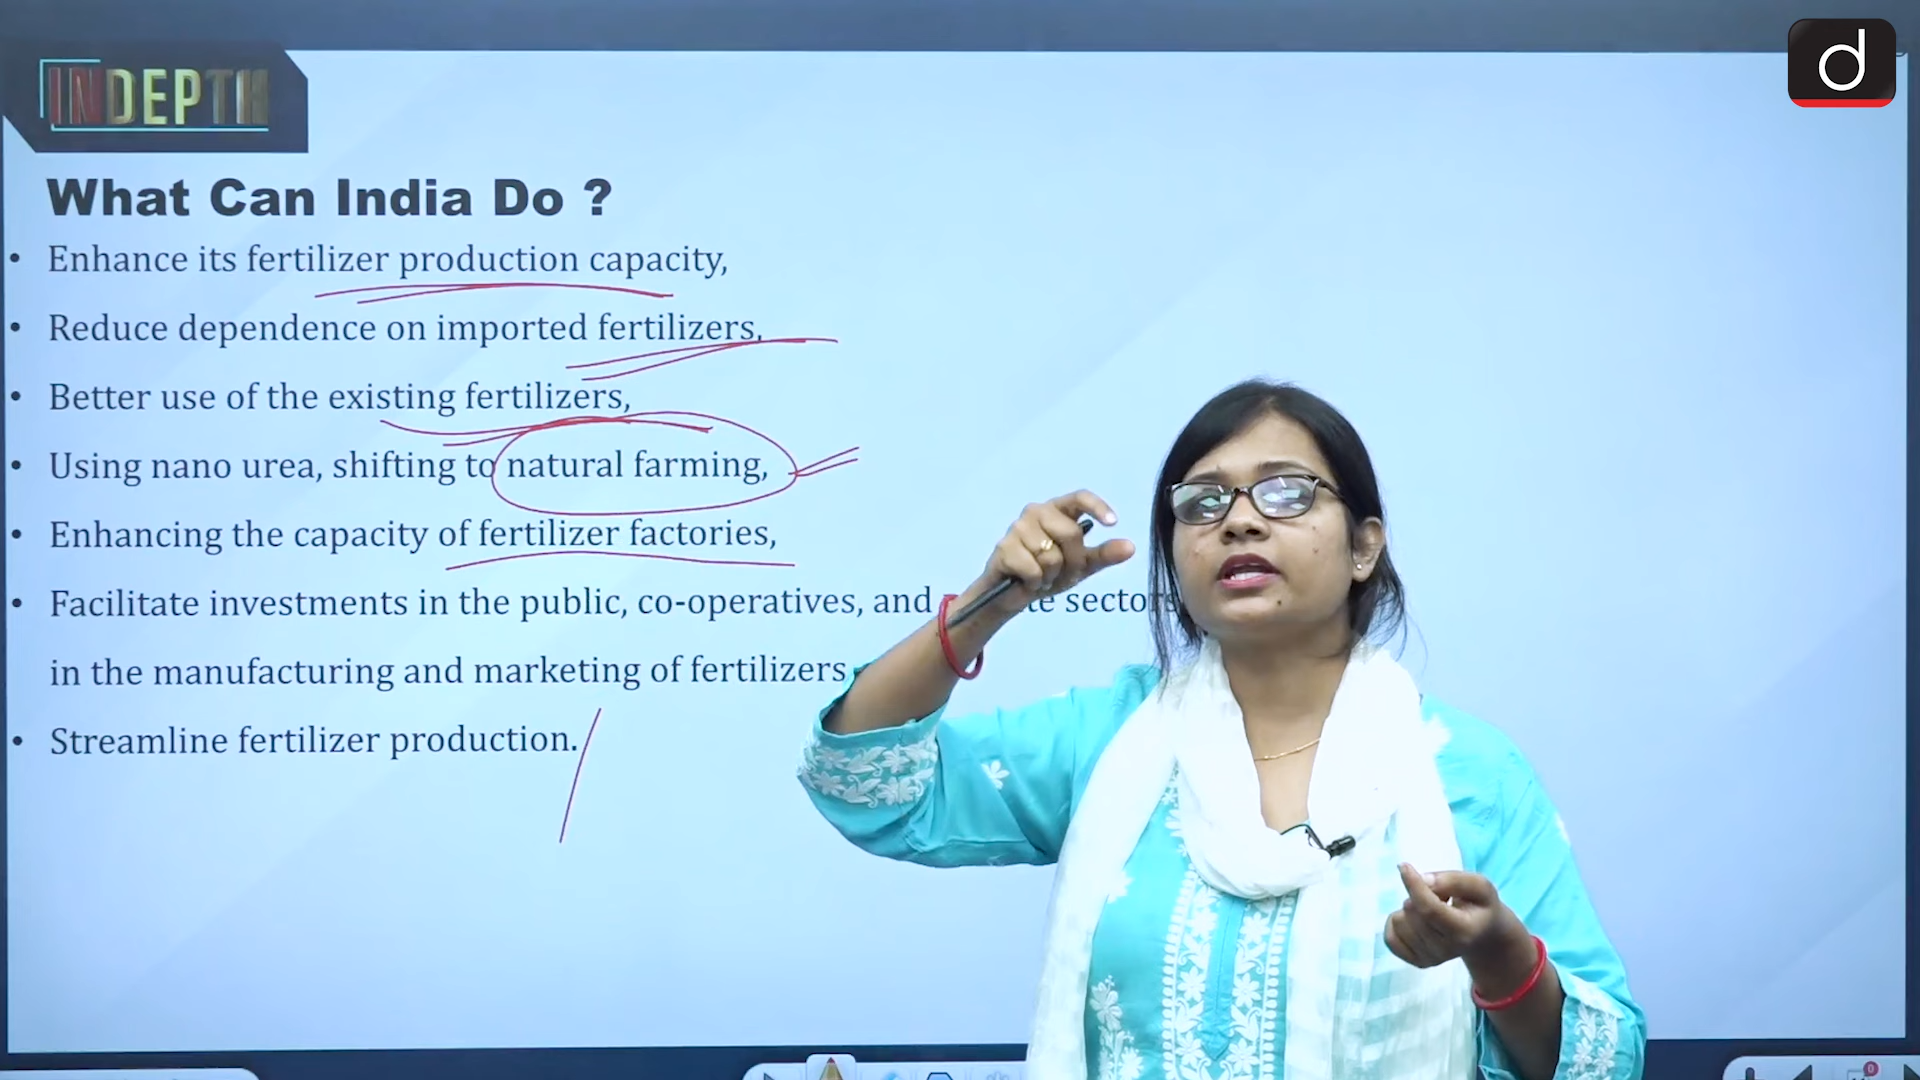 INDEPTH
d
What Can India Do ?
• Enhance its fertilizer production capacity,
• Reduce dependence on imported fertilizers,
• Better use of the existing fertilizers,
• Using nano urea, shifting to natural farming,
• Enhancing the capacity of fertilizer factories,
• Facilitate investments in the public, co-operatives, and sectors
in the manufacturing and marketing of fertilizers
• Streamline fertilizer production.
0